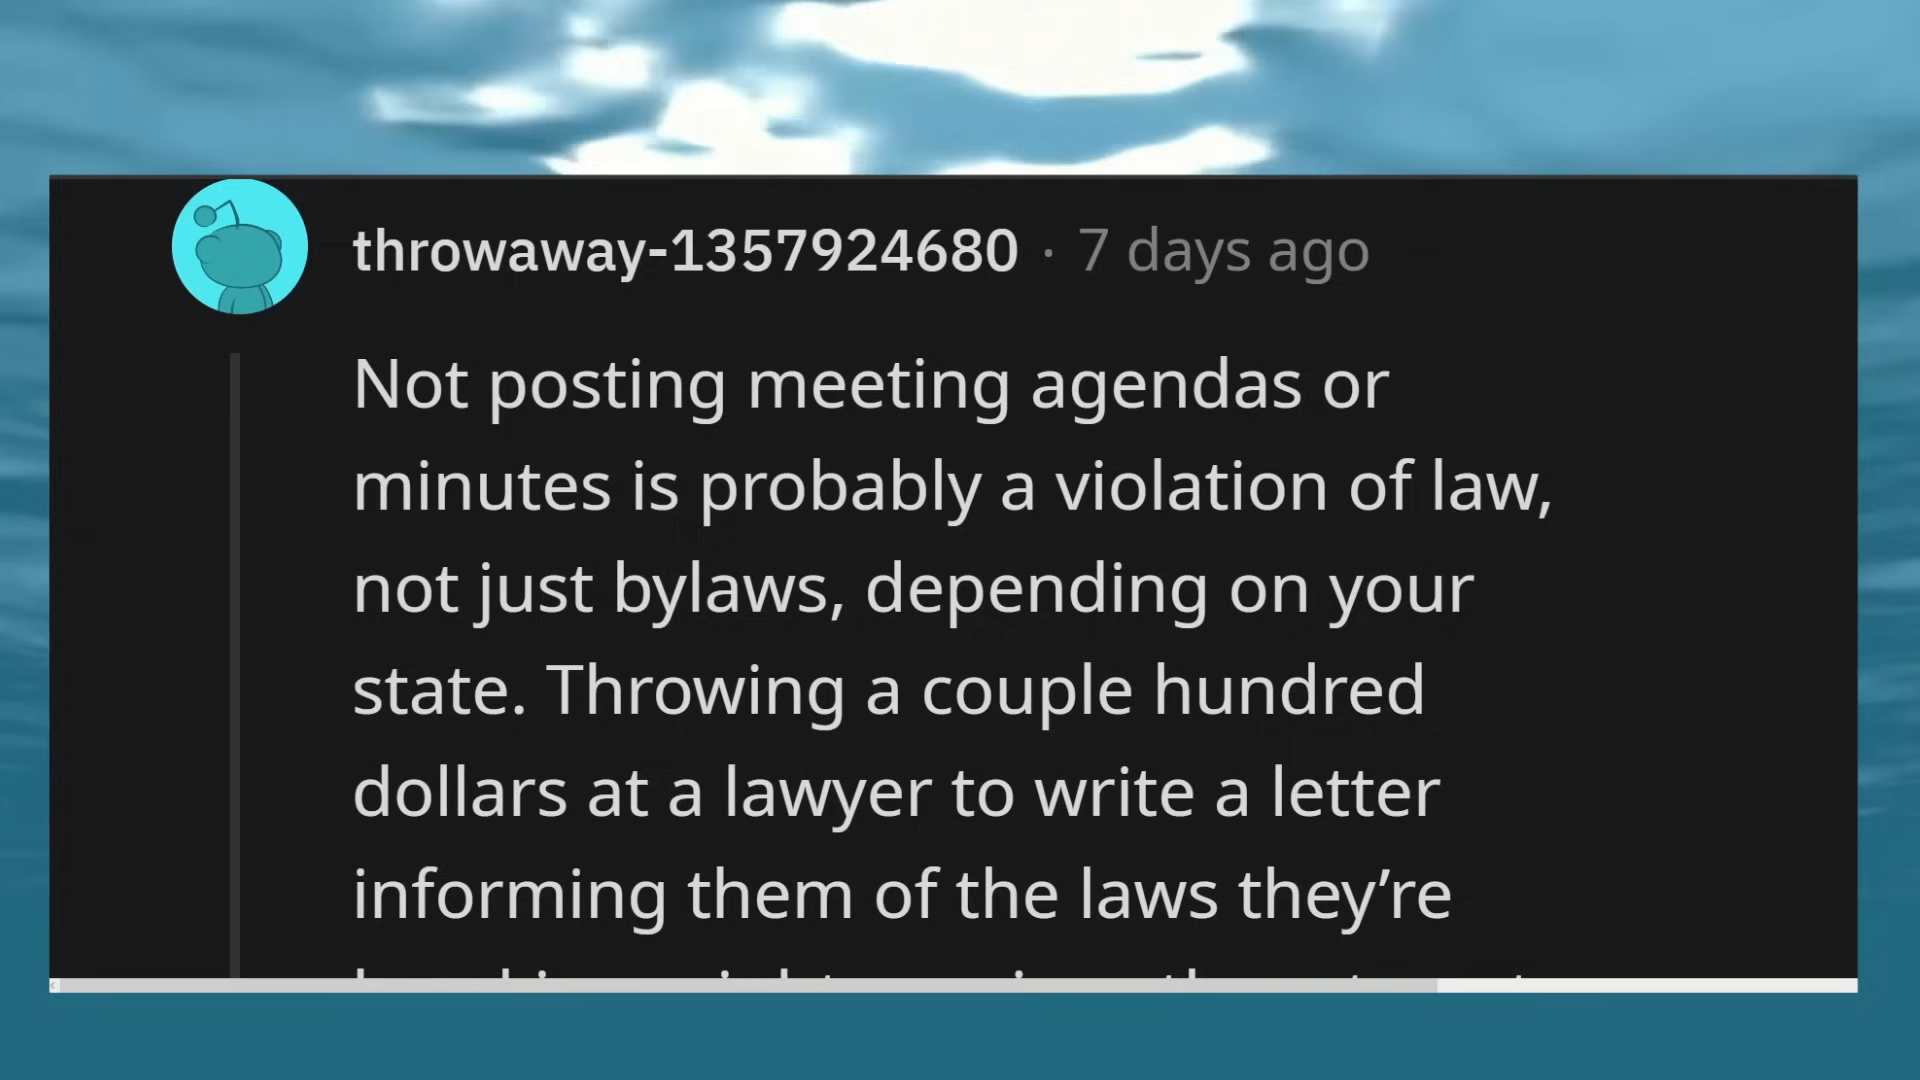 throwaway-1357924680 · 7 days ago
Not posting meeting agendas or
minutes is probably a violation of law,
not just bylaws, depending on your
state. Throwing a couple hundred
dollars at a lawyer to write a letter
informing them of the laws they’re